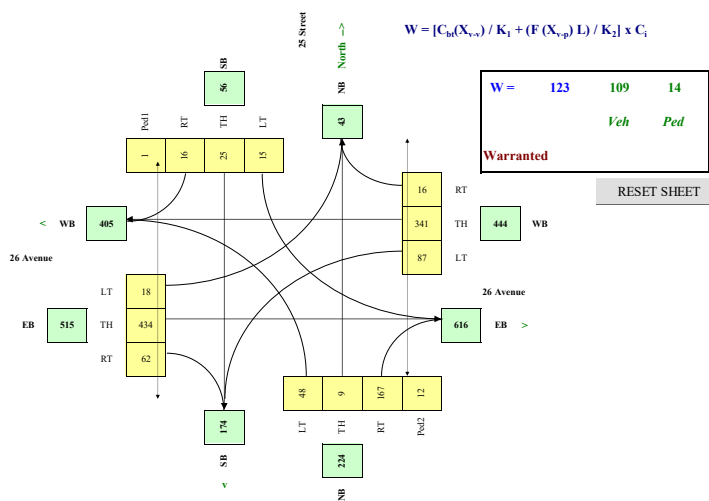 W = [Cbt(Xv-v) / K1 + (F (Xv-p) L) / K2] x Ci
25 Street
North -->
W = 123 109 14
Veh Ped
Warranted
RESET SHEET
SB
56
NB
43
Ped1 RT TH LT
1 16 25 15
16 RT
341 TH
87 LT
444 WB
< WB 405
26 Avenue
LT 18
TH 434
RT 62
EB 515
26 Avenue
616 EB >
48 9 167 12
LT TH RT Ped2
174
SB
v
224
NB